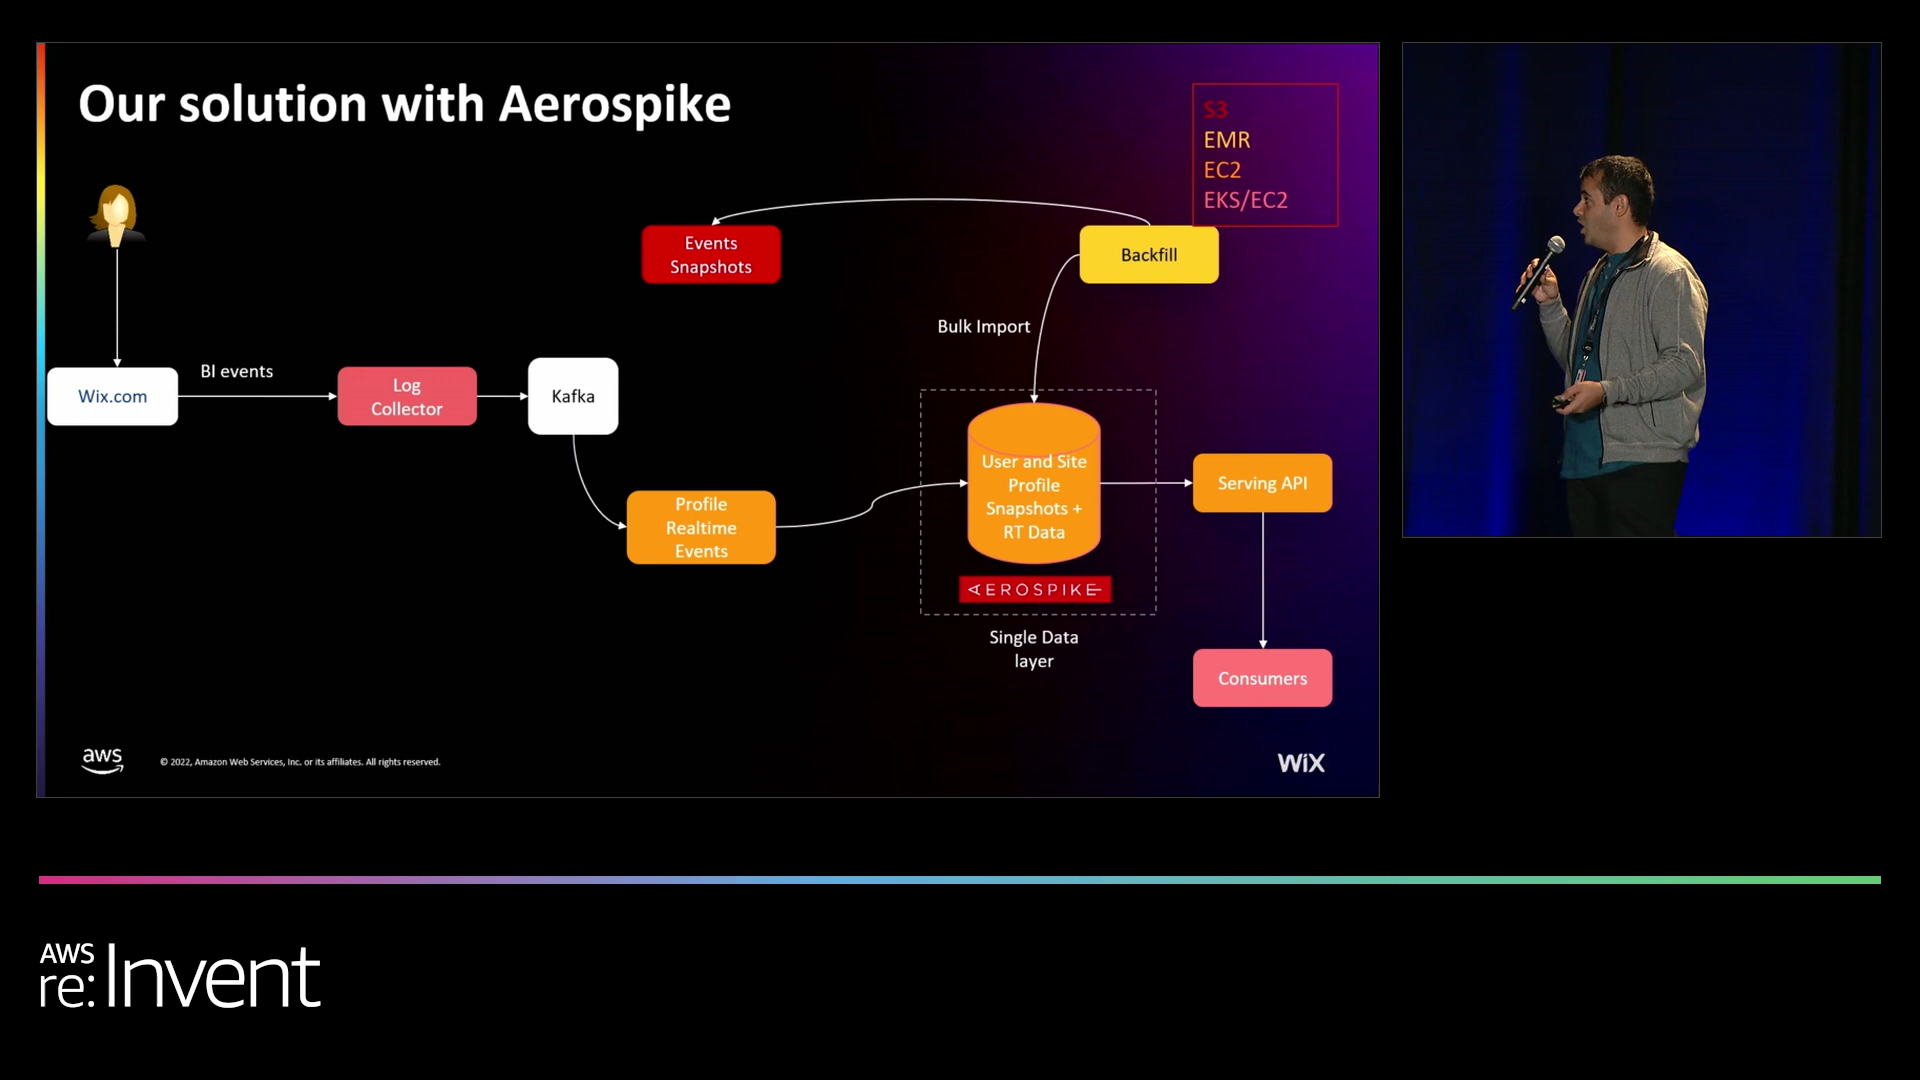 Our solution with Aerospike
S3
EMR
EC2
EKS/EC2
Events
Snapshots
Backfill
Bulk Import
Wix.com
BI events
Log
Collector
Kafka
User and Site
Profile
Snapshots +
RT Data
Serving API
Profile
Realtime
Events
AEROSPIKE
Single Data
layer
Consumers
aws
© 2022, Amazon Web Services, Inc. or its affiliates. All rights reserved.
WiX
AWS
re:Invent